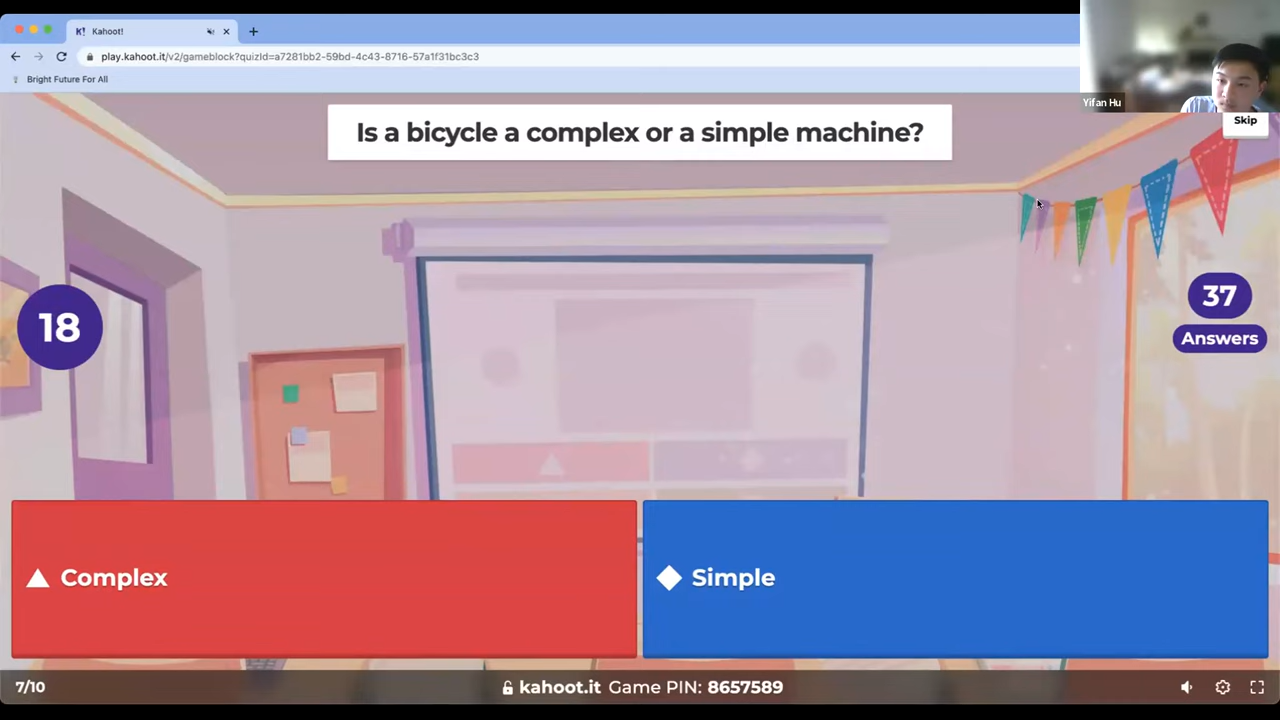 Kahoot!
play.kahoot.it/v2/gameblock?quizId=a7281bb2-59bd-4c43-8716-57a1f31bc3c3
Bright Future For All
Yifan Hu
Skip
Is a bicycle a complex or a simple machine?
18
37
Answers
Complex
Simple
7/10
kahoot.it Game PIN: 8657589